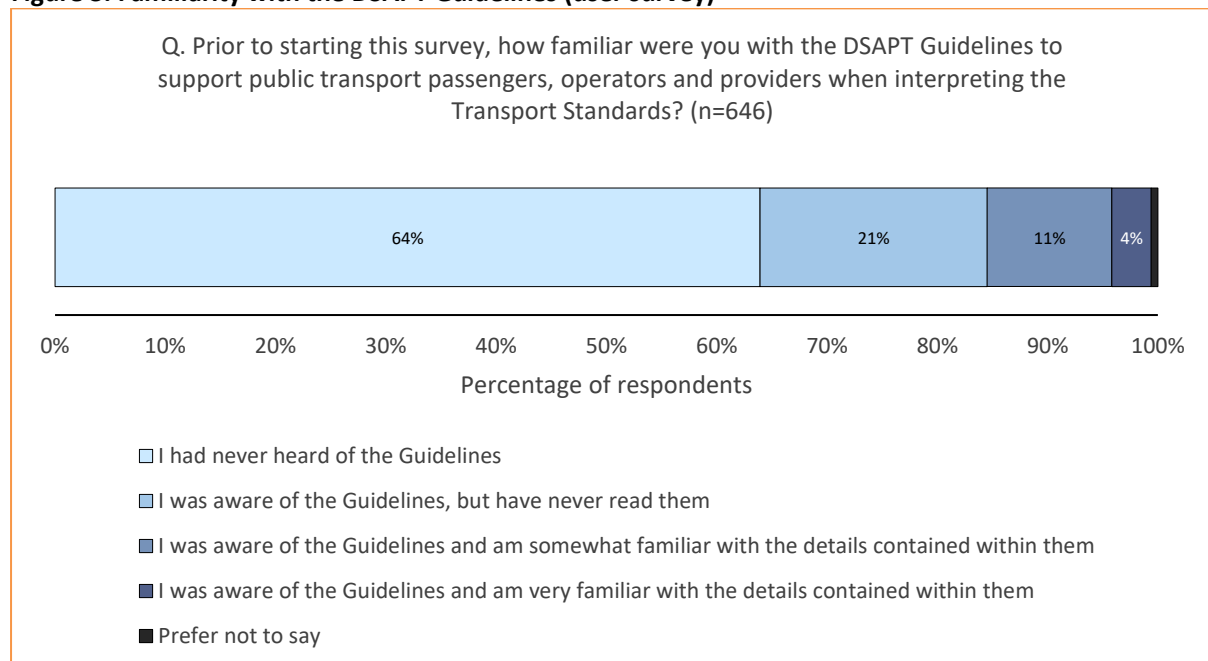 Q. Prior to starting this survey, how familiar were you with the DSAPT Guidelines to
support public transport passengers, operators and providers when interpreting the
Transport Standards? (n=646)
64%
21%
11%
4%
0%
10%
20%
30%
40%
50%
60%
70%
80%
90%
100%
Percentage of respondents
I had never heard of the Guidelines
I was aware of the Guidelines, but have never read them
I was aware of the Guidelines and am somewhat familiar with the details contained within them
I was aware of the Guidelines and am very familiar with the details contained within them
Prefer not to say